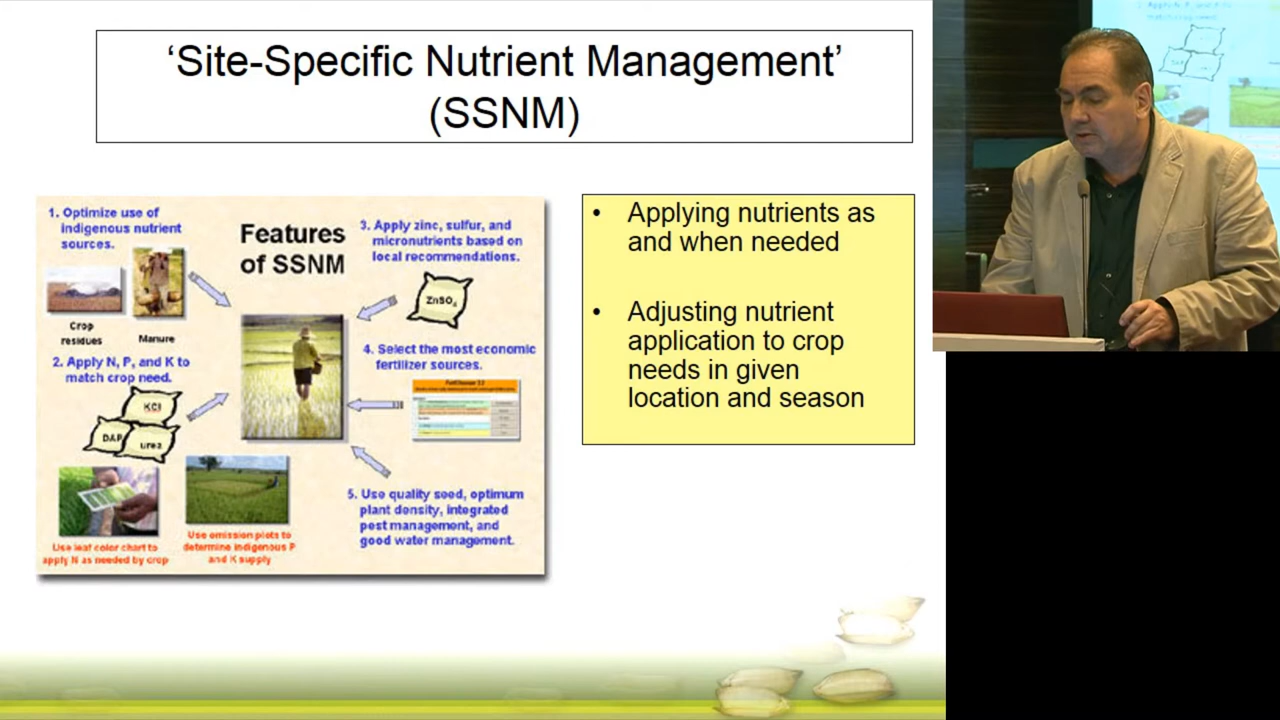 ‘Site-Specific Nutrient Management’
(SSNM)
1. Optimize use of
indigenous nutrient
sources.
Features
of SSNM
3. Apply zinc, sulfur, and
micronutrients based on
local recommendations.
ZnSO₄
Crop
residues
Manure
2. Apply N, P, and K to
match crop need.
KCl
DAP
urea
4. Select the most economic
fertilizer sources.
5. Use quality seed, optimum
plant density, integrated
pest management, and
good water management.
Use leaf color chart to
apply N as needed by crop
Use omission plots to
determine indigenous P
and K supply
• Applying nutrients as
and when needed
• Adjusting nutrient
application to crop
needs in given
location and season